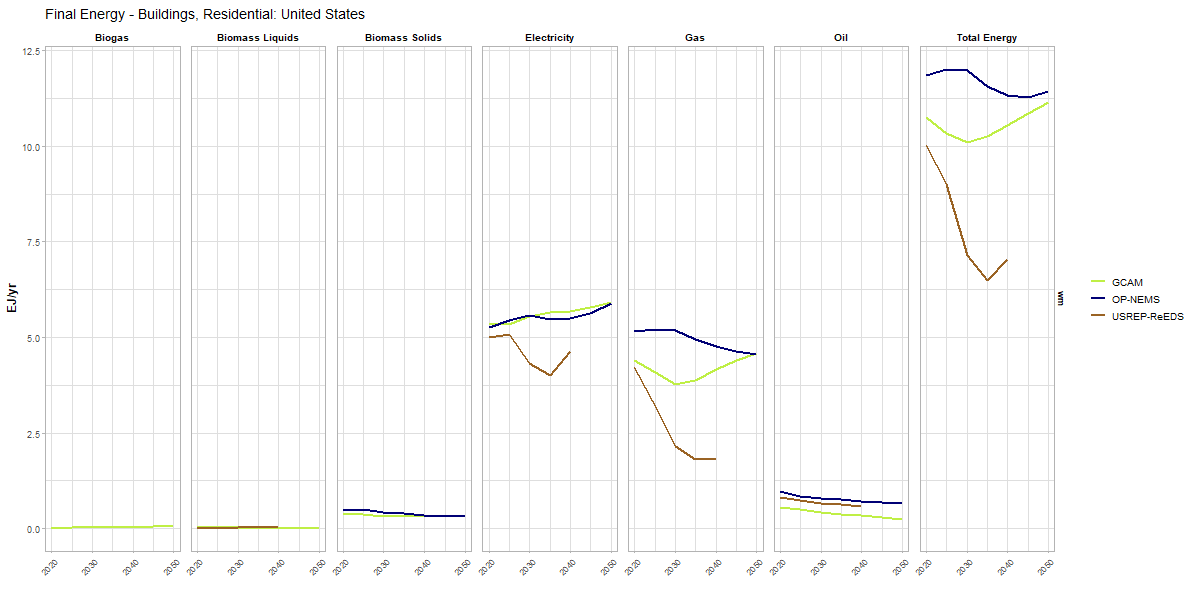 Final Energy - Buildings, Residential: United States
Biogas Biomass Liquids Biomass Solids Electricity Gas Oil Total Energy
12.5
10.0
7.5
5.0
2.5
0.0
EJ/yr
wm
GCAM
OP-NEMS
USREP-ReEDS
2020 2030 2040 2050 2020 2030 2040 2050 2020 2030 2040 2050 2020 2030 2040 2050 2020 2030 2040 2050 2020 2030 2040 2050 2020 2030 2040 2050